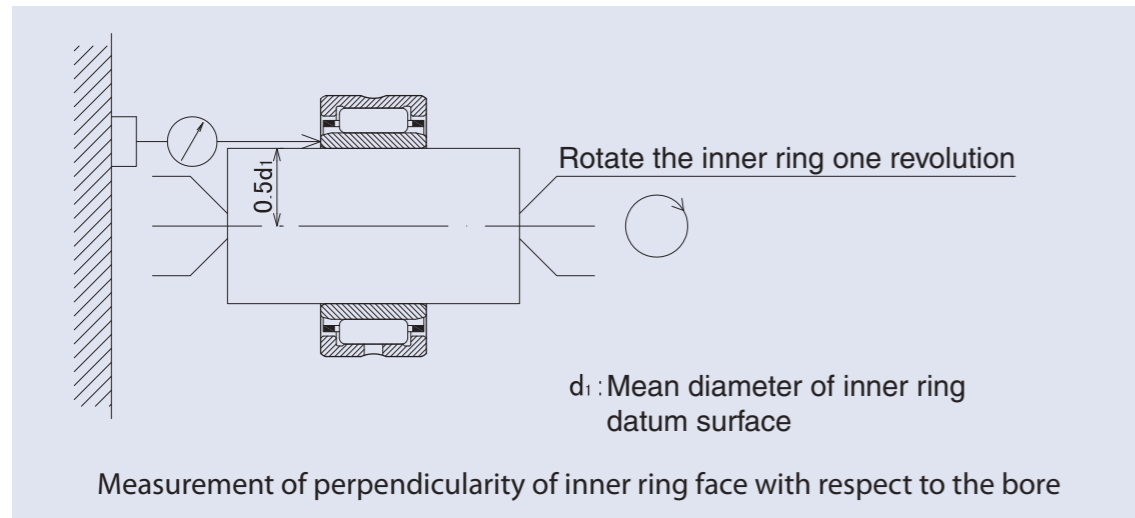 0.5d₁
Rotate the inner ring one revolution
d₁ : Mean diameter of inner ring
datum surface
Measurement of perpendicularity of inner ring face with respect to the bore